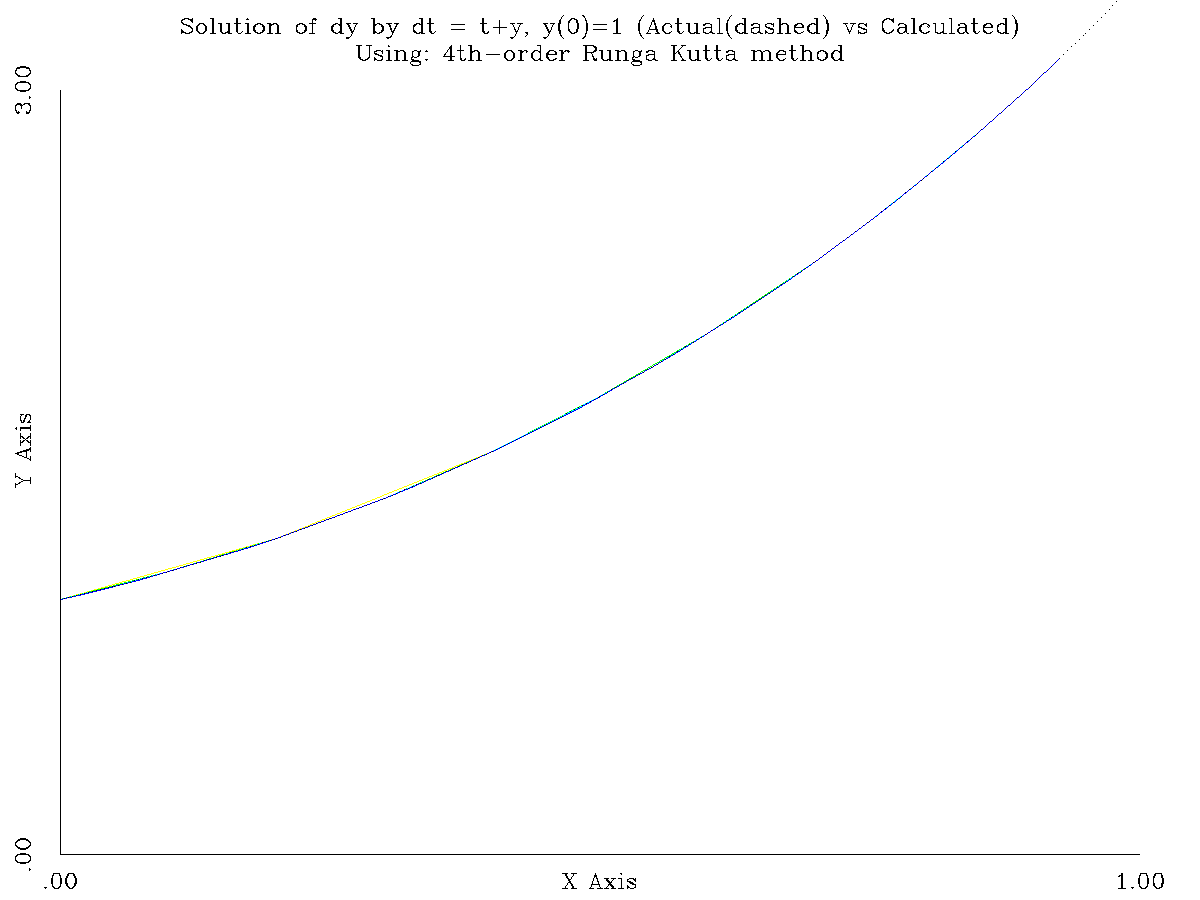 Solution of dy by dt = t+y, y(0)=1 (Actual(dashed) vs Calculated)
Using: 4th-order Runga Kutta method
3.00
Y Axis
.00
.00
X Axis
1.00